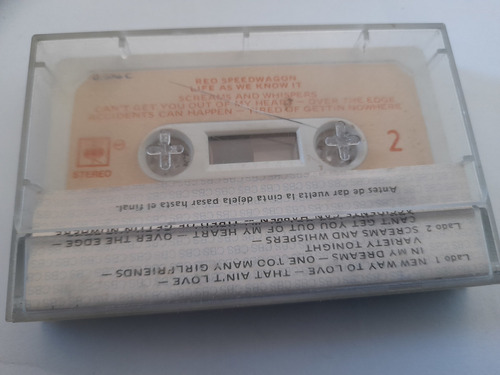 REO SPEEDWAGON
LIFE AS WE KNOW IT
SCREAMS AND WHISPERS
CAN'T GET YOU OUT OF MY HEART — OVER THE EDGE
ACCIDENTS CAN HAPPEN — TIRED OF GETTIN NOWHERE
CBS
STEREO
2
Antes de dar vuelta la cinta déjela pasar hasta el final.
Lado 1 NEW WAY TO LOVE — THAT AIN'T LOVE —
IN MY DREAMS — ONE TOO MANY GIRLFRIENDS —
VARIETY TONIGHT
Lado 2 SCREAMS AND WHISPERS —
CAN'T GET YOU OUT OF MY HEART — OVER THE EDGE —